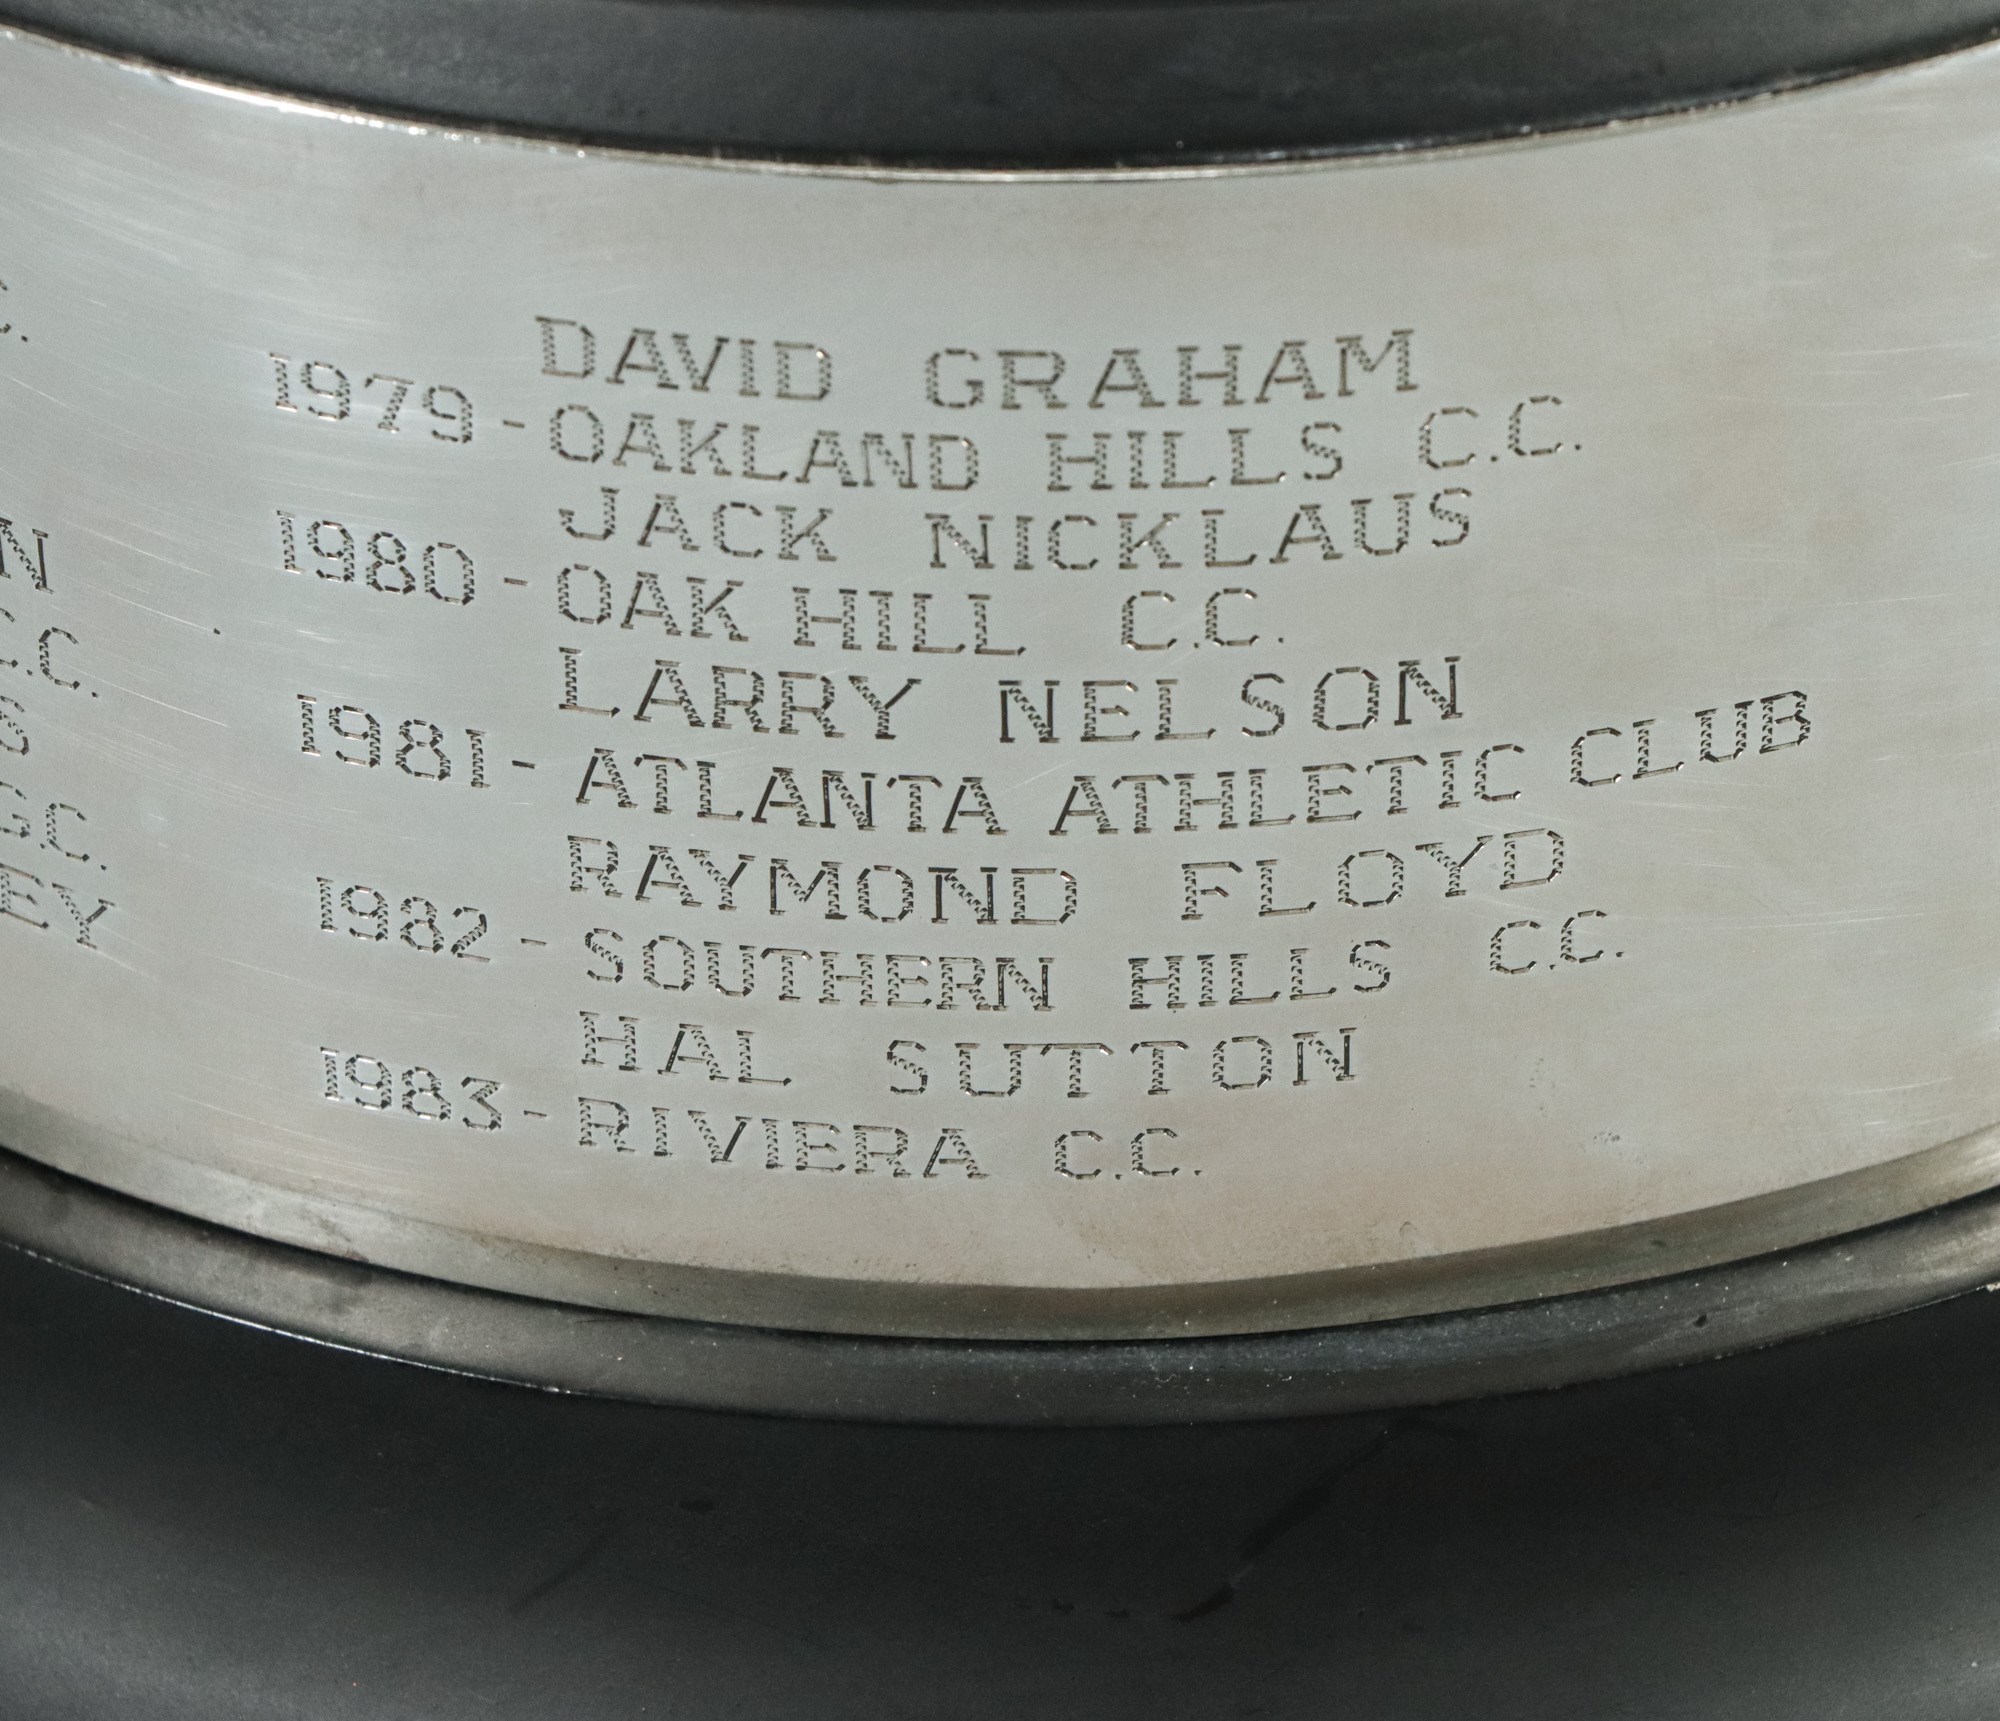 DAVID GRAHAM
1979 - OAKLAND HILLS C.C.
JACK NICKLAUS
1980 - OAK HILL C.C.
LARRY NELSON
1981 - ATLANTA ATHLETIC CLUB
RAYMOND FLOYD
1982 - SOUTHERN HILLS C.C.
HAL SUTTON
1983 - RIVIERA C.C.